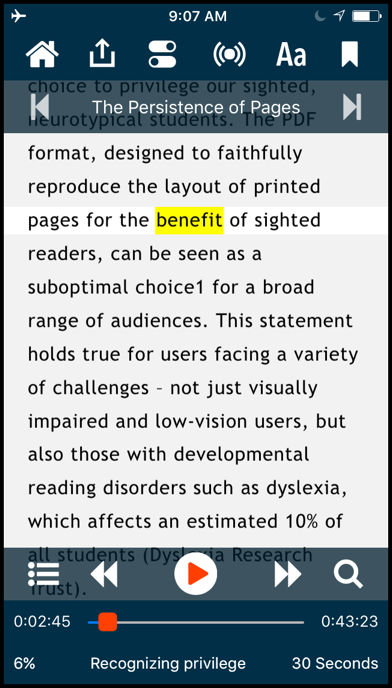 9:07 AM
Aa
choice to privilege our sighted,
The Persistence of Pages
neurotypical students. The PDF
format, designed to faithfully
reproduce the layout of printed
pages for the benefit of sighted
readers, can be seen as a
suboptimal choice1 for a broad
range of audiences. This statement
holds true for users facing a variety
of challenges – not just visually
impaired and low-vision users, but
also those with developmental
reading disorders such as dyslexia,
which affects an estimated 10% of
all students (Dyslexia Research
Trust).
0:02:45 0:43:23
6% Recognizing privilege 30 Seconds